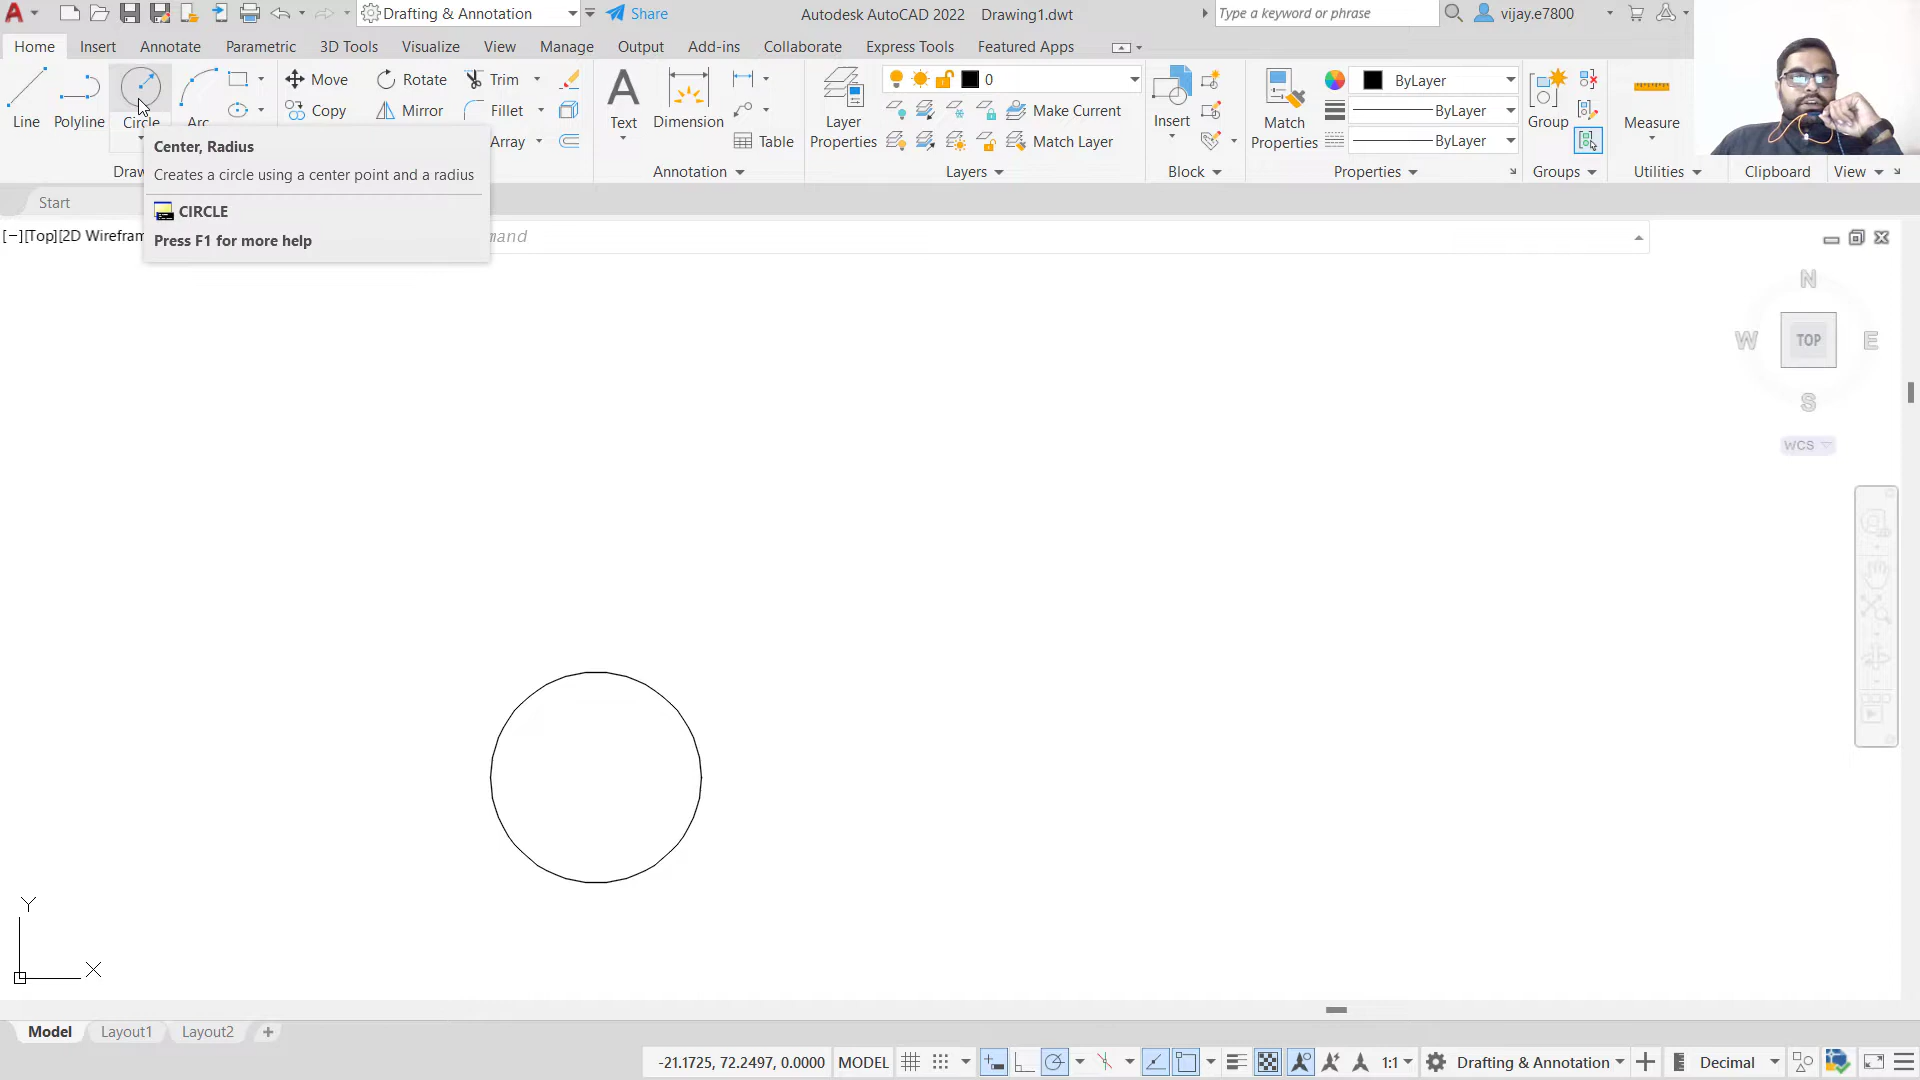 Drafting & Annotation
Share
Autodesk AutoCAD 2022 Drawing1.dwt
Type a keyword or phrase
vijay.e7800
Home Insert Annotate Parametric 3D Tools Visualize View Manage Output Add-ins Collaborate Express Tools Featured Apps
Line Polyline Circle Arc
Move Rotate Trim
Copy Mirror Fillet
Array
Text Dimension
Table
Layer
Properties
0
Make Current
Match Layer
Insert
Match
Properties
ByLayer
ByLayer
ByLayer
Group
Measure
Draw
Annotation Layers Block Properties Groups Utilities Clipboard View
Center, Radius
Creates a circle using a center point and a radius
CIRCLE
Press F1 for more help
Start
[−][Top][2D Wirefram
mand
N
W TOP E
S
WCS
Y
X
Model Layout1 Layout2 +
-21.1725, 72.2497, 0.0000 MODEL 1:1 Drafting & Annotation Decimal